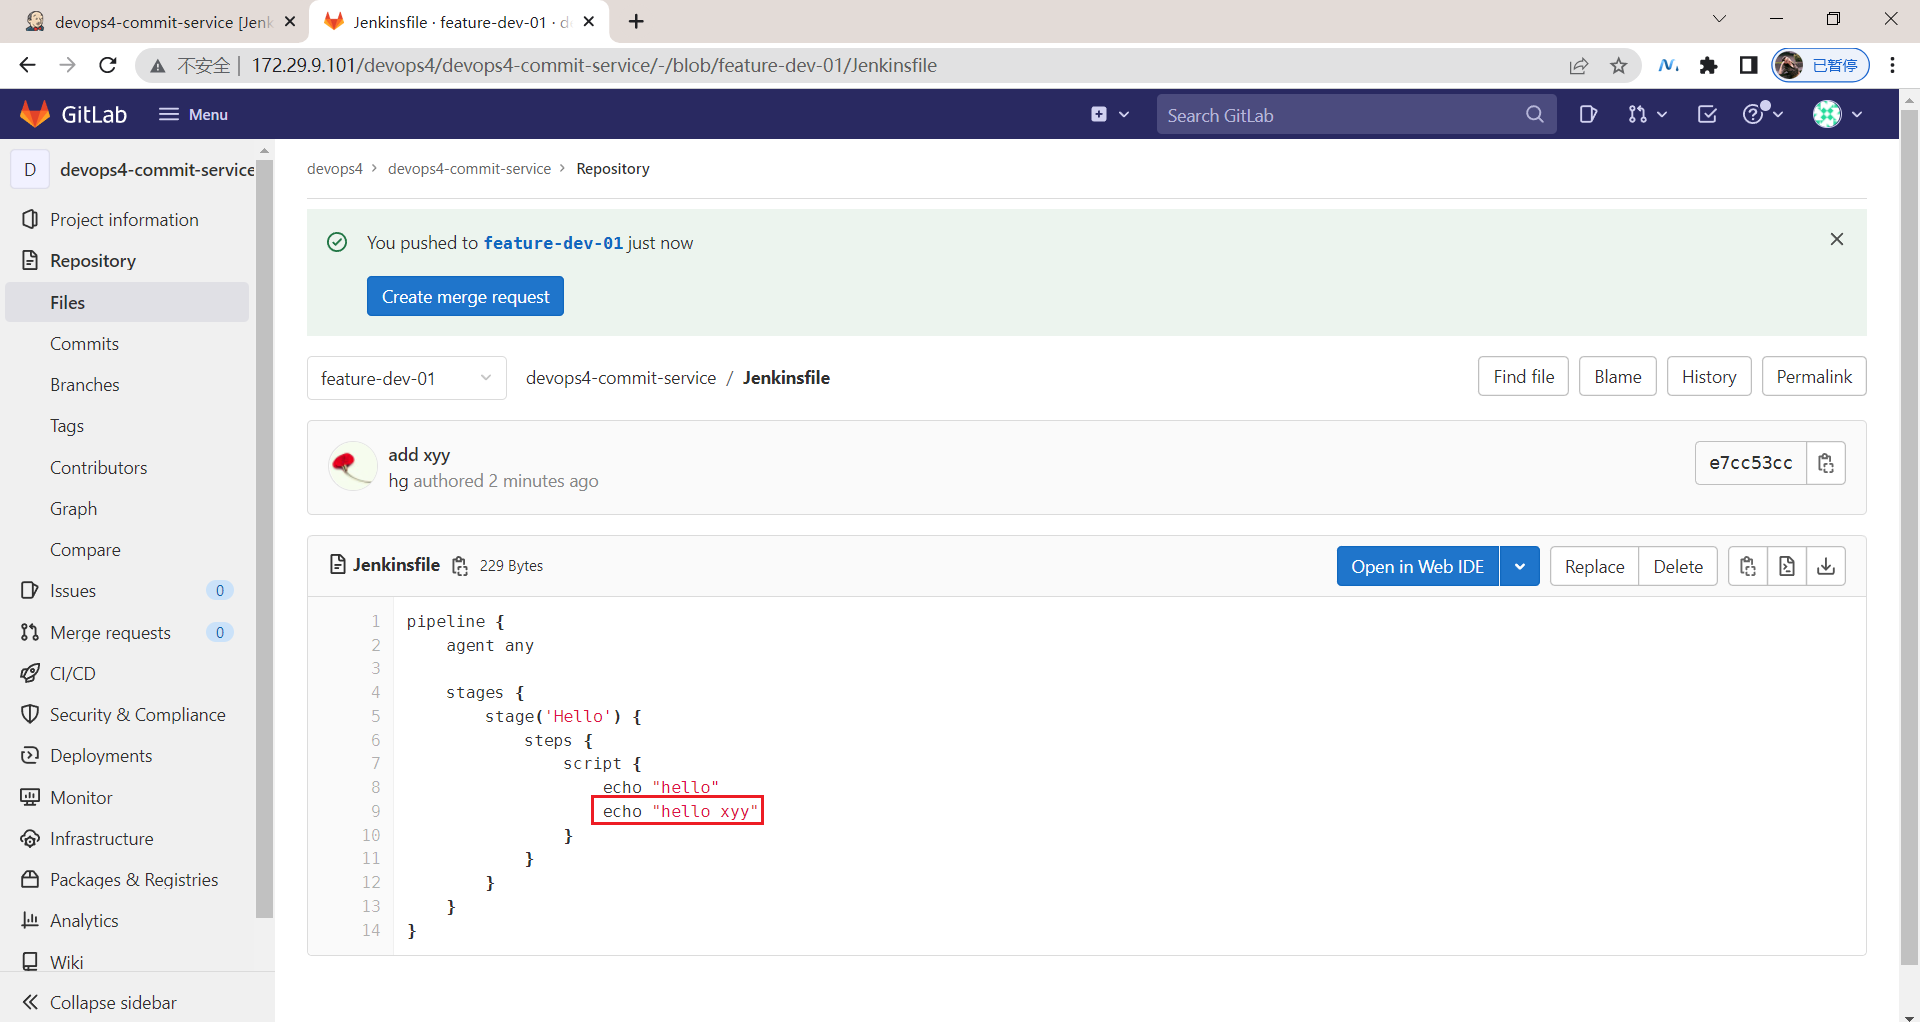 devops4-commit-service [Jenk
Jenkinsfile · feature-dev-01 · de
不安全 | 172.29.9.101/devops4/devops4-commit-service/-/blob/feature-dev-01/Jenkinsfile
已暂停
GitLab
Menu
Search GitLab
D
devops4-commit-service
Project information
Repository
Files
Commits
Branches
Tags
Contributors
Graph
Compare
Issues 0
Merge requests 0
CI/CD
Security & Compliance
Deployments
Monitor
Infrastructure
Packages & Registries
Analytics
Wiki
Collapse sidebar
devops4 > devops4-commit-service > Repository
You pushed to feature-dev-01 just now
Create merge request
feature-dev-01
devops4-commit-service / Jenkinsfile
Find file
Blame
History
Permalink
add xyy
hg authored 2 minutes ago
e7cc53cc
Jenkinsfile 229 Bytes
Open in Web IDE
Replace
Delete
1 pipeline {
2     agent any
3
4     stages {
5         stage('Hello') {
6             steps {
7                 script {
8                     echo "hello"
9                     echo "hello xyy"
10                 }
11             }
12         }
13     }
14 }